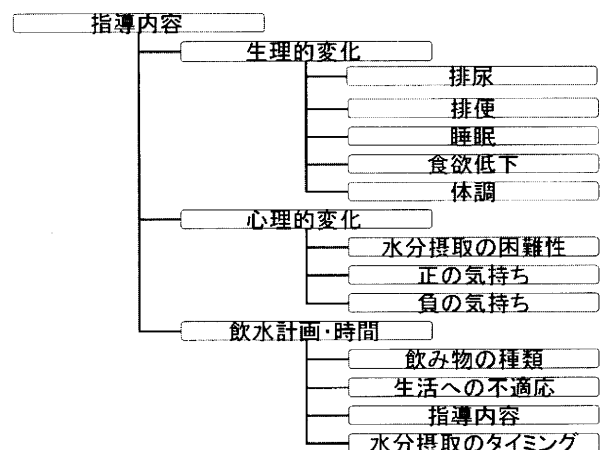 指導内容
生理的変化
排尿
排便
睡眠
食欲低下
体調
心理的変化
水分摂取の困難性
正の気持ち
負の気持ち
飲水計画・時間
飲み物の種類
生活への不適応
指導内容
水分摂取のタイミング